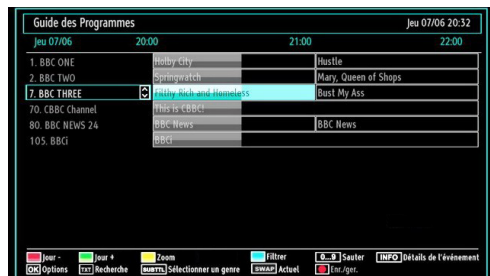 Guide des Programmes Jeu 07/06 20:32
Jeu 07/06 20:00 21:00 22:00
1. BBC ONE Holby City Hustle
2. BBC TWO Springwatch Mary, Queen of Shops
7. BBC THREE Filthy Rich and Homeless Bust My Ass
70. CBBC Channel This is CBBC!
80. BBC NEWS 24 BBC News BBC News
105. BBCi BBCi
Jour - Jour + Zoom Filtrer 0...9 Sauter INFO Détails de l'événement
OK Options TXT Recherche SUBTTL Sélectionner un genre SWAP Actuel Enr./ger.